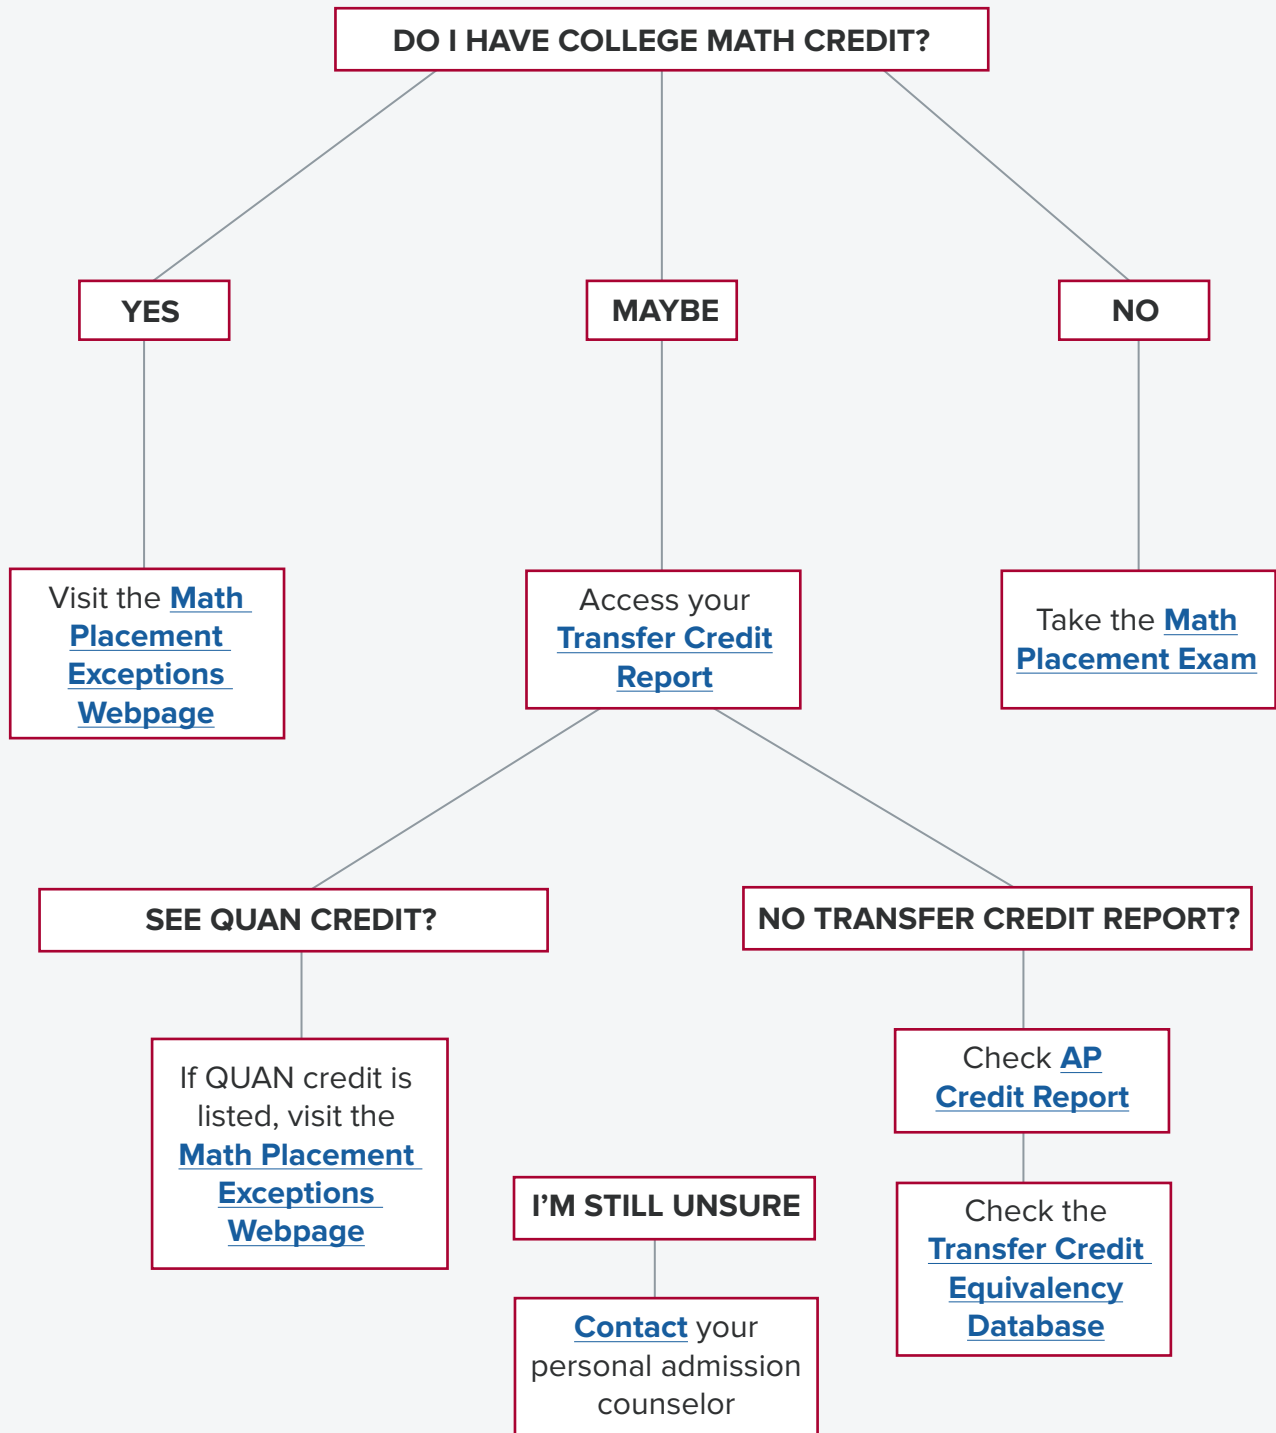 DO I HAVE COLLEGE MATH CREDIT?
YES
MAYBE
NO
Visit the Math
Placement
Exceptions
Webpage
Access your
Transfer Credit
Report
Take the Math
Placement Exam
SEE QUAN CREDIT?
NO TRANSFER CREDIT REPORT?
If QUAN credit is
listed, visit the
Math Placement
Exceptions
Webpage
Check AP
Credit Report
Check the
Transfer Credit
Equivalency
Database
I’M STILL UNSURE
Contact your
personal admission
counselor